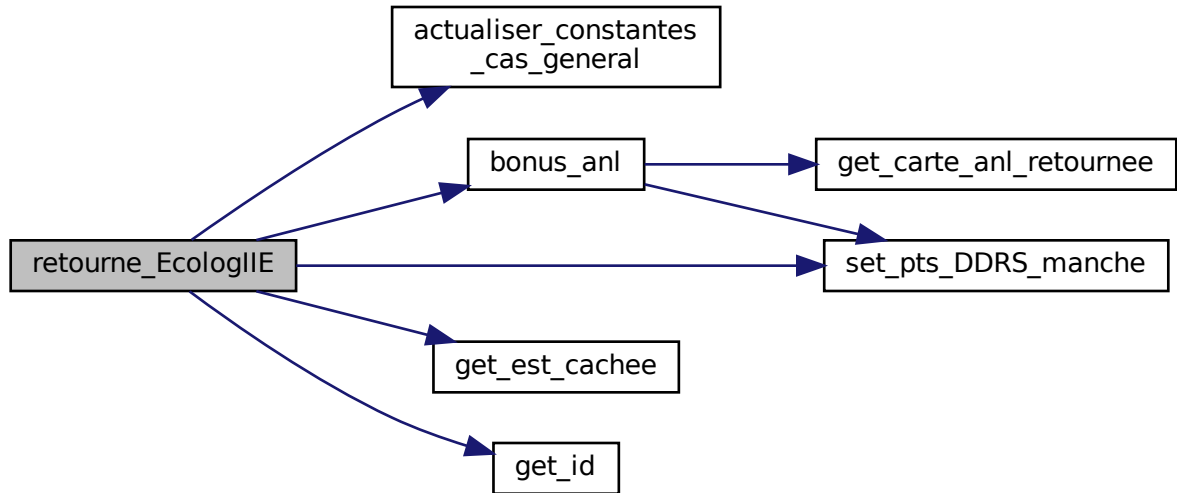 actualiser_constantes
_cas_general
bonus_anl
get_carte_anl_retournee
retourne_EcologIIE
set_pts_DDRS_manche
get_est_cachee
get_id